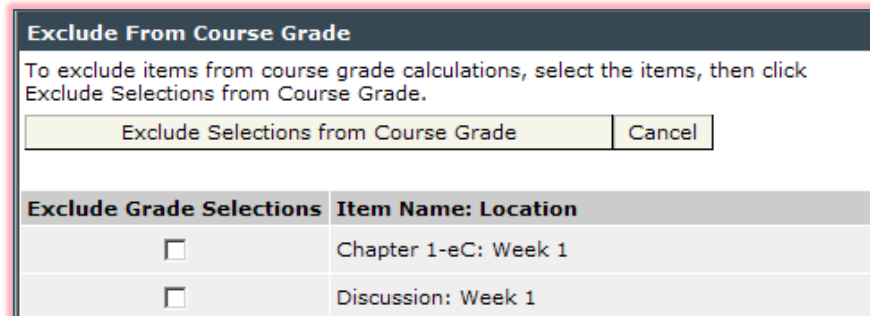 Exclude From Course Grade
To exclude items from course grade calculations, select the items, then click
Exclude Selections from Course Grade.
Exclude Selections from Course Grade Cancel
Exclude Grade Selections Item Name: Location
Chapter 1-eC: Week 1
Discussion: Week 1